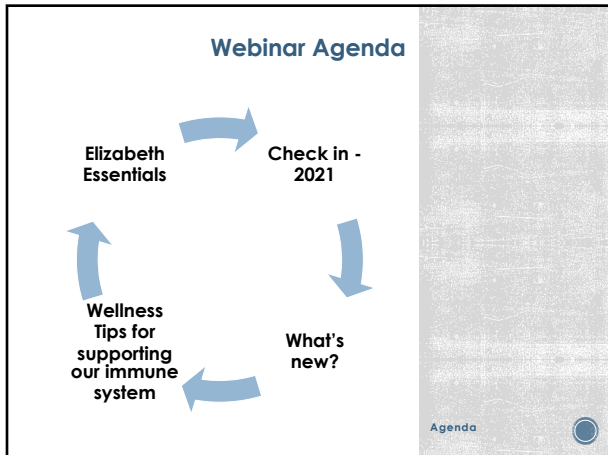 Webinar Agenda
Elizabeth
Essentials
Check in -
2021
Wellness
Tips for
supporting
our immune
system
What's
new?
Agenda